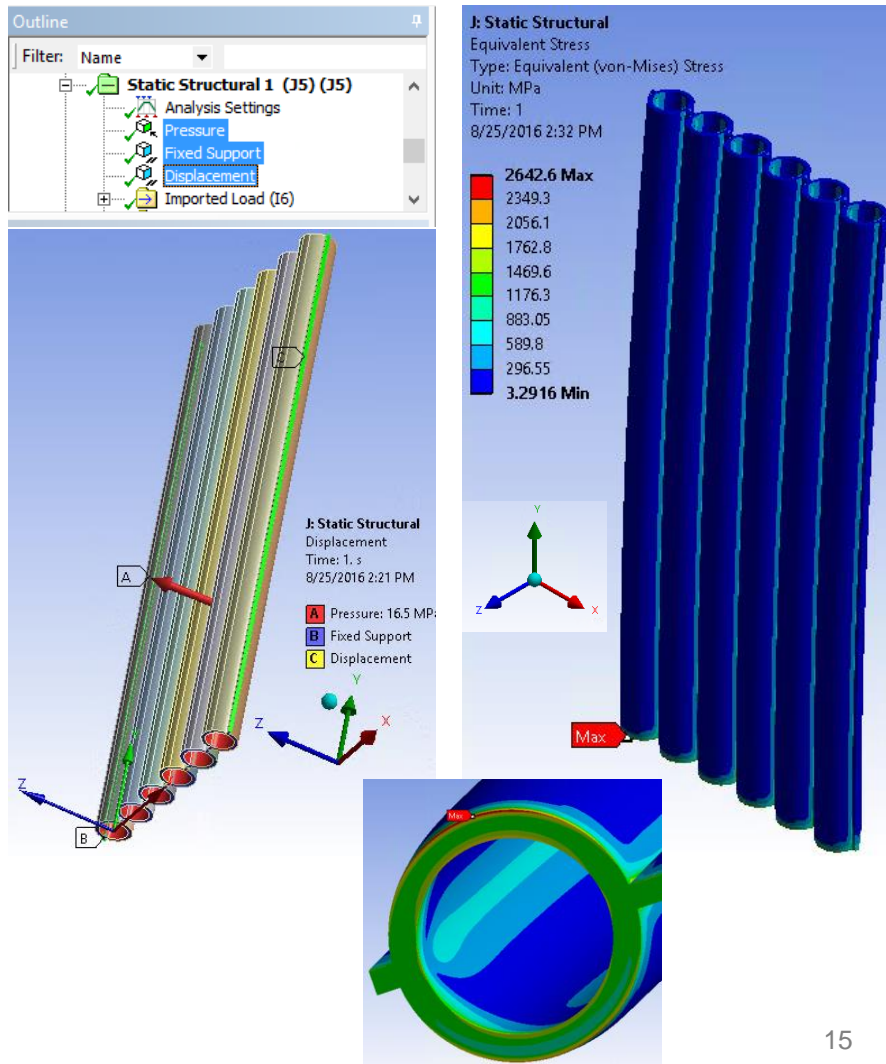 Outline
Filter: Name
Static Structural 1 (J5) (J5)
Analysis Settings
Pressure
Fixed Support
Displacement
Imported Load (I6)
C
A
J: Static Structural
Displacement
Time: 1. s
8/25/2016 2:21 PM
A Pressure: 16.5 MPa
B Fixed Support
C Displacement
Y
Z
X
Y
Z
B
J: Static Structural
Equivalent Stress
Type: Equivalent (von-Mises) Stress
Unit: MPa
Time: 1
8/25/2016 2:32 PM
2642.6 Max
2349.3
2056.1
1762.8
1469.6
1176.3
883.05
589.8
296.55
3.2916 Min
Y
Z
X
Max
Max
15